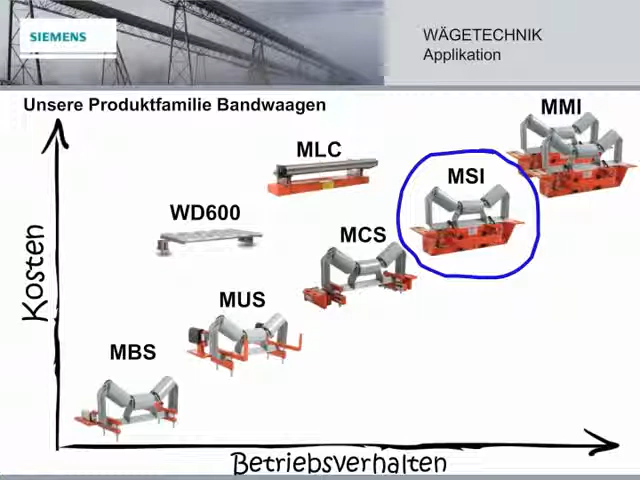 SIEMENS
WÄGETECHNIK
Applikation
Unsere Produktfamilie Bandwaagen
MMI
MLC
MSI
WD600
MCS
MUS
MBS
Kosten
Betriebsverhalten